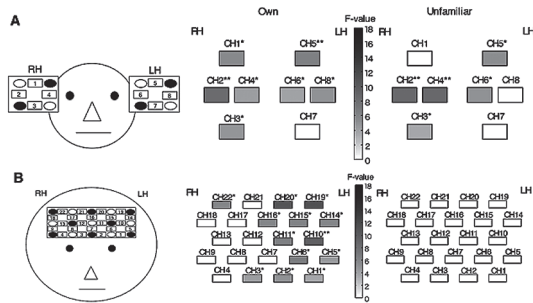 A
RH
LH
1
2
4
3
5
6
8
7
Own
RH
LH
CH1*
CH5**
CH2**
CH4*
CH6*
CH8*
CH3*
CH7
F-value
18
16
14
12
10
8
6
4
2
0
Unfamiliar
RH
LH
CH1
CH5*
CH2**
CH4**
CH6*
CH8
CH3*
CH7
B
RH
LH
RH
LH
CH22*
CH21
CH20*
CH19*
CH18
CH17
CH16*
CH15*
CH14*
CH13
CH12
CH11*
CH10**
CH9
CH8
CH7
CH6*
CH5*
CH4
CH3*
CH2*
CH1*
F-value
18
16
14
12
10
8
6
4
2
0
RH
LH
CH22
CH21
CH20
CH19
CH18
CH17
CH16
CH15
CH14
CH13
CH12
CH11
CH10
CH9
CH8
CH7
CH6
CH5
CH4
CH3
CH2
CH1